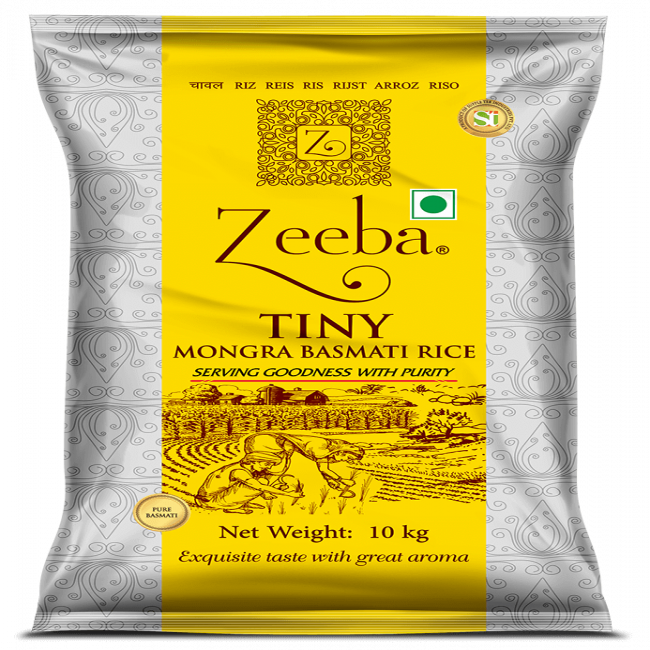 चावल RIZ REIS RIS RIJST ARROZ RISO
Z
Si
Zeeba®
TINY
MONGRA BASMATI RICE
SERVING GOODNESS WITH PURITY
PURE
BASMATI
Net Weight: 10 kg
Exquisite taste with great aroma